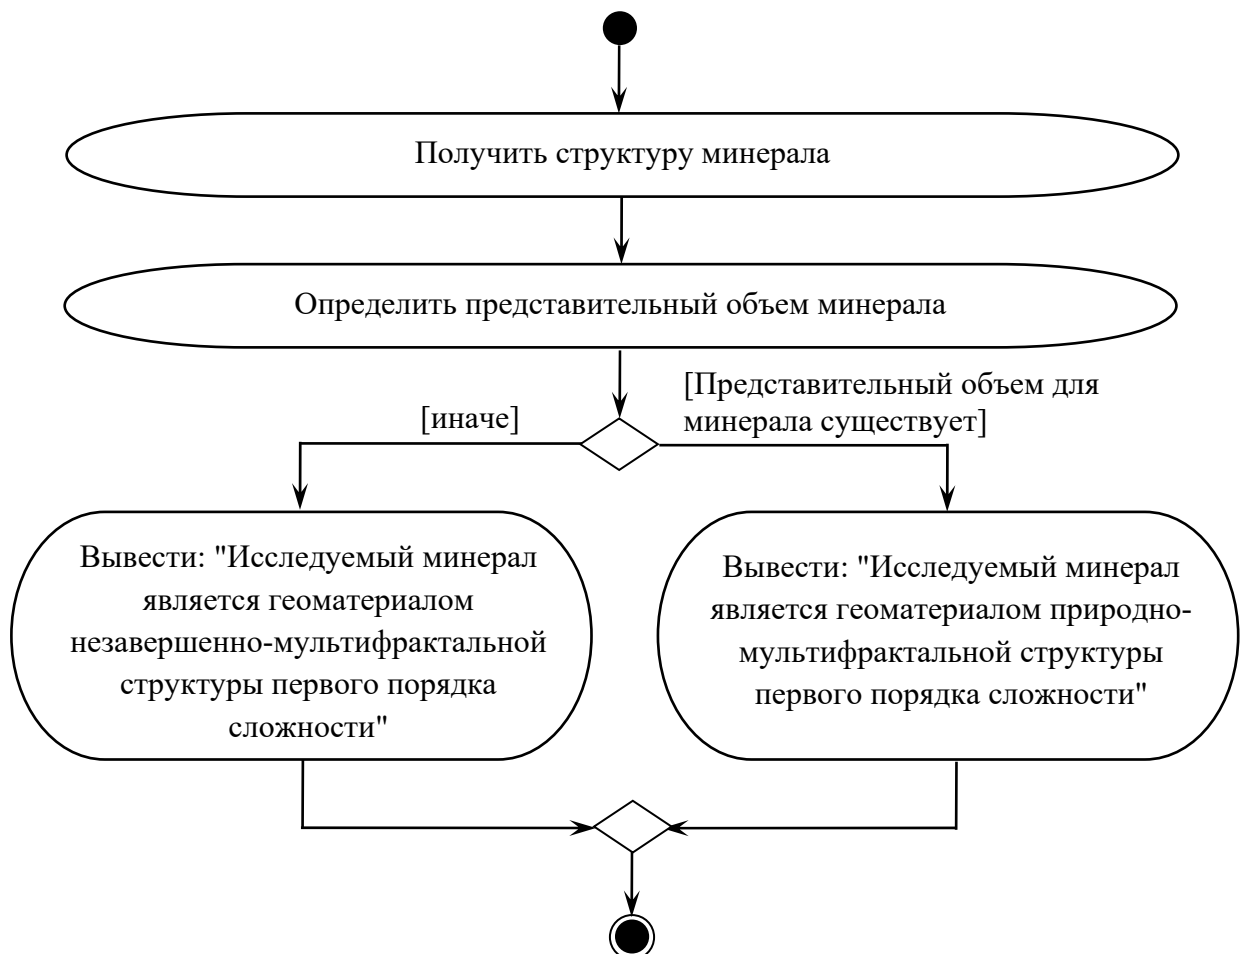 Получить структуру минерала
Определить представительный объем минерала
[иначе]
[Представительный объем для
минерала существует]
Вывести: "Исследуемый минерал
является геоматериалом
незавершенно-мультифрактальной
структуры первого порядка
сложности"
Вывести: "Исследуемый минерал
является геоматериалом природно-
мультифрактальной структуры
первого порядка сложности"